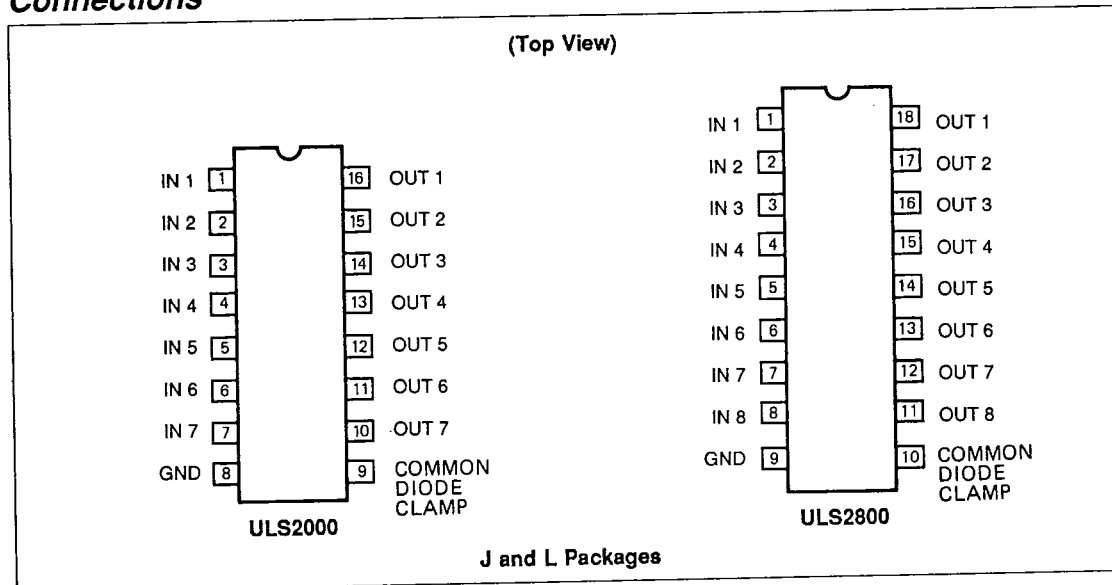 Connections
(Top View)
IN 1 1 16 OUT 1
IN 2 2 15 OUT 2
IN 3 3 14 OUT 3
IN 4 4 13 OUT 4
IN 5 5 12 OUT 5
IN 6 6 11 OUT 6
IN 7 7 10 OUT 7
GND 8 9 COMMON
DIODE
CLAMP
ULS2000
IN 1 1 18 OUT 1
IN 2 2 17 OUT 2
IN 3 3 16 OUT 3
IN 4 4 15 OUT 4
IN 5 5 14 OUT 5
IN 6 6 13 OUT 6
IN 7 7 12 OUT 7
IN 8 8 11 OUT 8
GND 9 10 COMMON
DIODE
CLAMP
ULS2800
J and L Packages